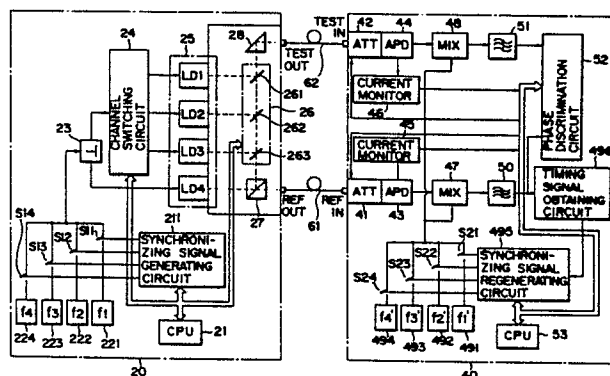 24
25
28
TEST OUT
TEST IN
62
42
44
48
51
ATT
APD
MIX
CURRENT MONITOR
46
52
PHASE DISCRIMINATION CIRCUIT
CHANNEL SWITCHING CIRCUIT
LD1
LD2
LD3
LD4
261
26
262
263
27
23
45
CURRENT MONITOR
47
50
496
ATT
APD
MIX
TIMING SIGNAL OBTAINING CIRCUIT
REF OUT
REF IN
61
41
43
S14
S13
S12
S11
211
SYNCHRONIZING SIGNAL GENERATING CIRCUIT
S24
S23
S22
S21
495
SYNCHRONIZING SIGNAL REGENERATING CIRCUIT
f4
f3
f2
f1
224
223
222
221
CPU
21
20
f4'
f3'
f2'
f1'
494
493
492
491
CPU
53
40